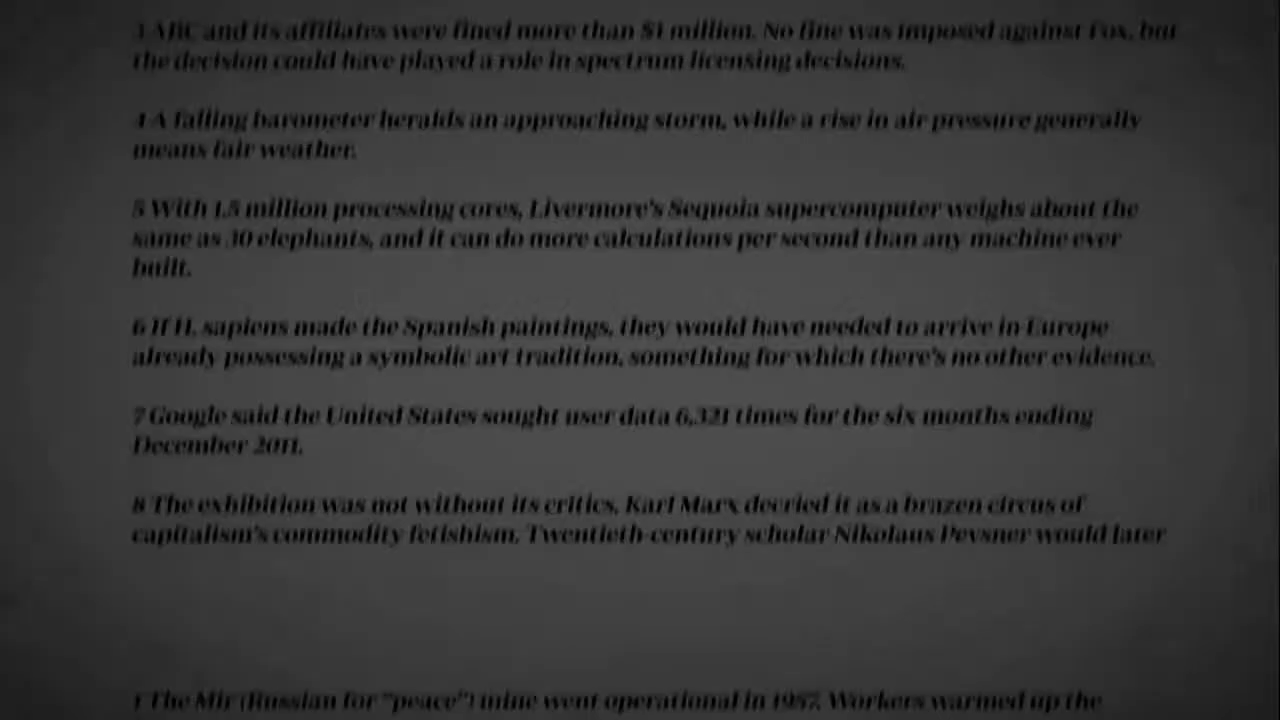 3 ABC and its affiliates were fined more than $1 million. No fine was imposed against Fox, but
the decision could have played a role in spectrum licensing decisions.
4 A falling barometer heralds an approaching storm, while a rise in air pressure generally
means fair weather.
5 With 1.5 million processing cores, Livermore's Sequoia supercomputer weighs about the
same as 30 elephants, and it can do more calculations per second than any machine ever
built.
6 If H. sapiens made the Spanish paintings, they would have needed to arrive in Europe
already possessing a symbolic art tradition, something for which there's no other evidence.
7 Google said the United States sought user data 6,321 times for the six months ending
December 2011.
8 The exhibition was not without its critics. Karl Marx decried it as a brazen circus of
capitalism's commodity fetishism. Twentieth-century scholar Nikolaus Pevsner would later
1 The Mir (Russian for "peace") mine went operational in 1957. Workers warmed up the